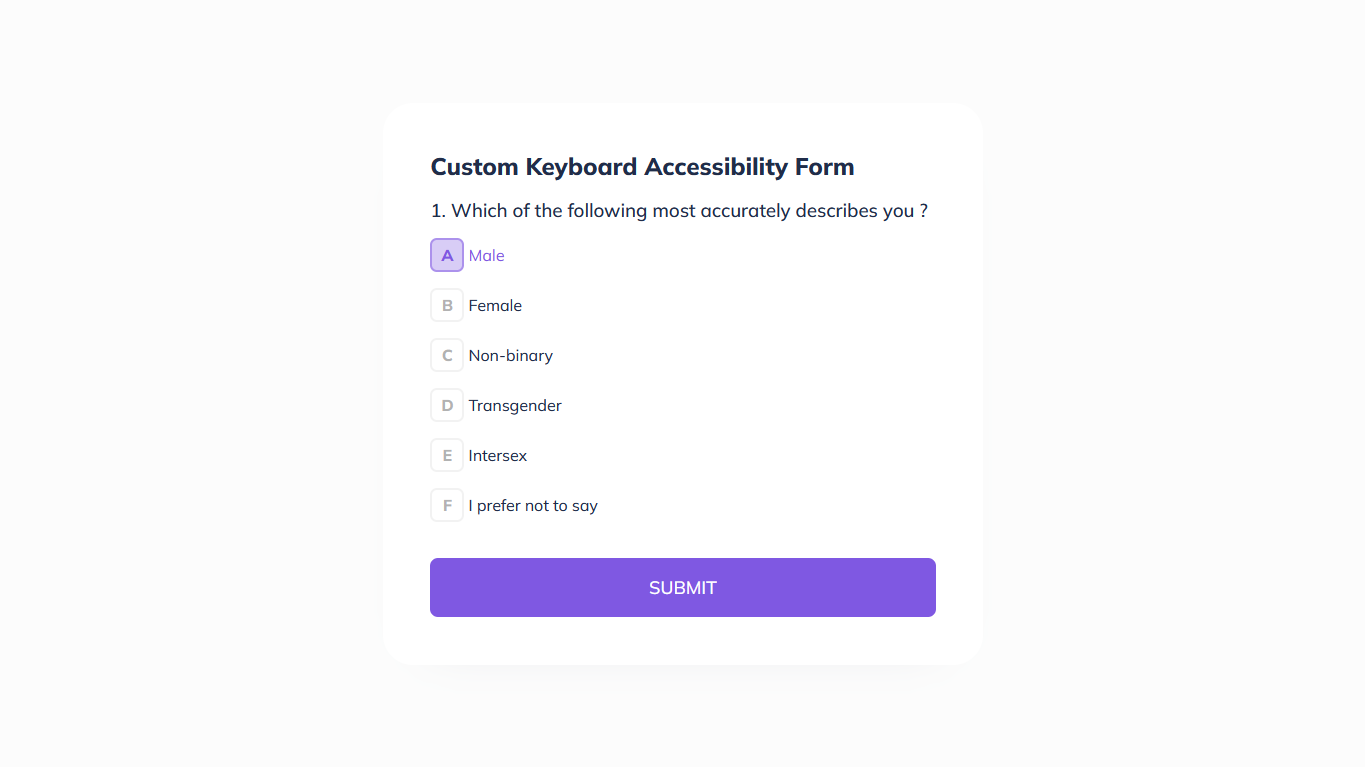 Custom Keyboard Accessibility Form
1. Which of the following most accurately describes you ?
A Male
B Female
C Non-binary
D Transgender
E Intersex
F I prefer not to say
SUBMIT